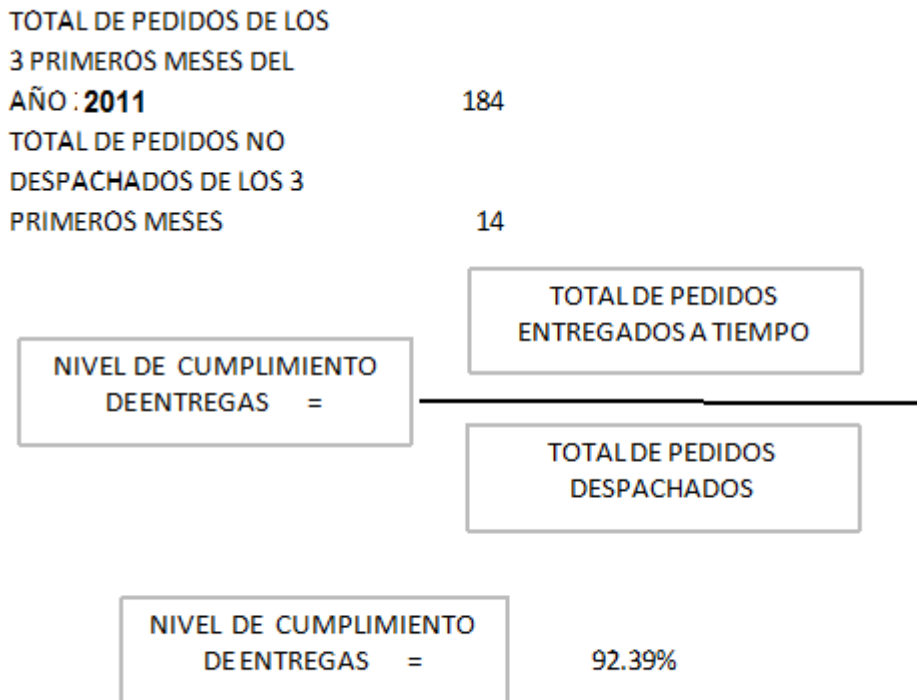 TOTAL DE PEDIDOS DE LOS
3 PRIMEROS MESES DEL
AÑO : 2011 184
TOTAL DE PEDIDOS NO
DESPACHADOS DE LOS 3
PRIMEROS MESES 14
TOTAL DE PEDIDOS
ENTREGADOS A TIEMPO
NIVEL DE CUMPLIMIENTO
DEENTREGAS =
TOTAL DE PEDIDOS
DESPACHADOS
NIVEL DE CUMPLIMIENTO
DE ENTREGAS = 92.39%